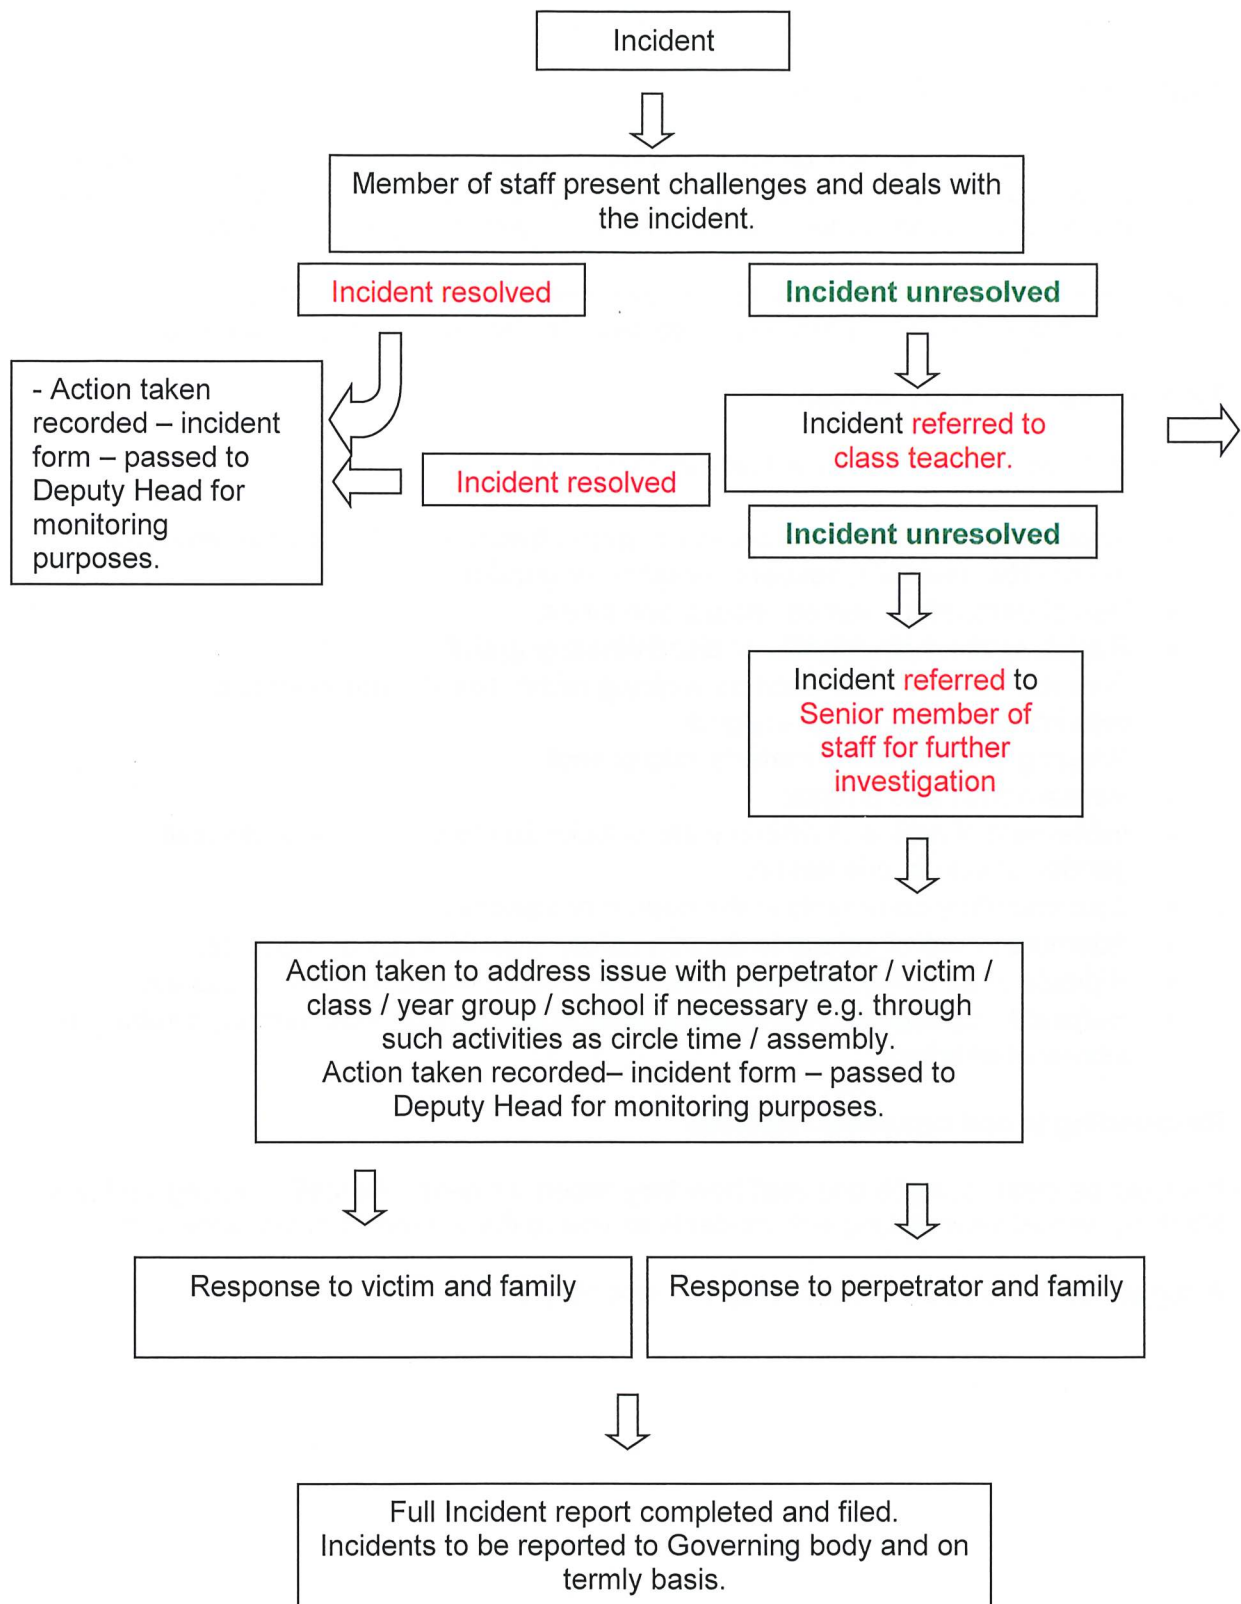 Incident
Member of staff present challenges and deals with
the incident.
Incident resolved
Incident unresolved
- Action taken
recorded – incident
form – passed to
Deputy Head for
monitoring
purposes.
Incident referred to
class teacher.
Incident resolved
Incident unresolved
Incident referred to
Senior member of
staff for further
investigation
Action taken to address issue with perpetrator / victim /
class / year group / school if necessary e.g. through
such activities as circle time / assembly.
Action taken recorded– incident form – passed to
Deputy Head for monitoring purposes.
Response to victim and family
Response to perpetrator and family
Full Incident report completed and filed.
Incidents to be reported to Governing body and on
termly basis.